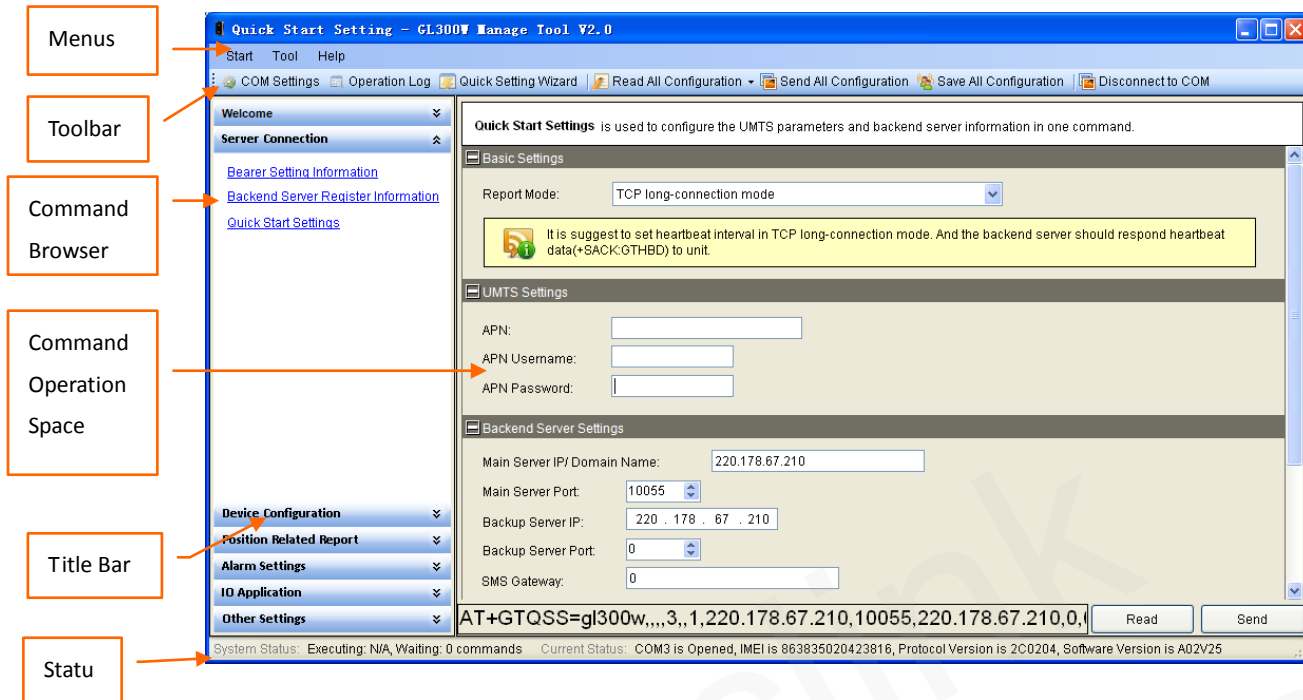 Menus
Toolbar
Command
Browser
Command
Operation
Space
Title Bar
Statu
Quick Start Setting - GL300W Manage Tool V2.0
Start Tool Help
COM Settings Operation Log Quick Setting Wizard Read All Configuration Send All Configuration Save All Configuration Disconnect to COM
Welcome
Server Connection
Bearer Setting Information
Backend Server Register Information
Quick Start Settings
Device Configuration
Position Related Report
Alarm Settings
IO Application
Other Settings
Quick Start Settings is used to configure the UMTS parameters and backend server information in one command.
Basic Settings
Report Mode: TCP long-connection mode
It is suggest to set heartbeat interval in TCP long-connection mode. And the backend server should respond heartbeat
data(+SACK:GTHBD) to unit.
UMTS Settings
APN:
APN Username:
APN Password:
Backend Server Settings
Main Server IP/ Domain Name: 220.178.67.210
Main Server Port: 10055
Backup Server IP: 220 . 178 . 67 . 210
Backup Server Port: 0
SMS Gateway: 0
AT+GTQSS=gl300w,,,,3,,1,220.178.67.210,10055,220.178.67.210,0,
Read Send
System Status: Executing: N/A, Waiting: 0 commands Current Status: COM3 is Opened, IMEI is 863835020423816, Protocol Version is 2C0204, Software Version is A02V25